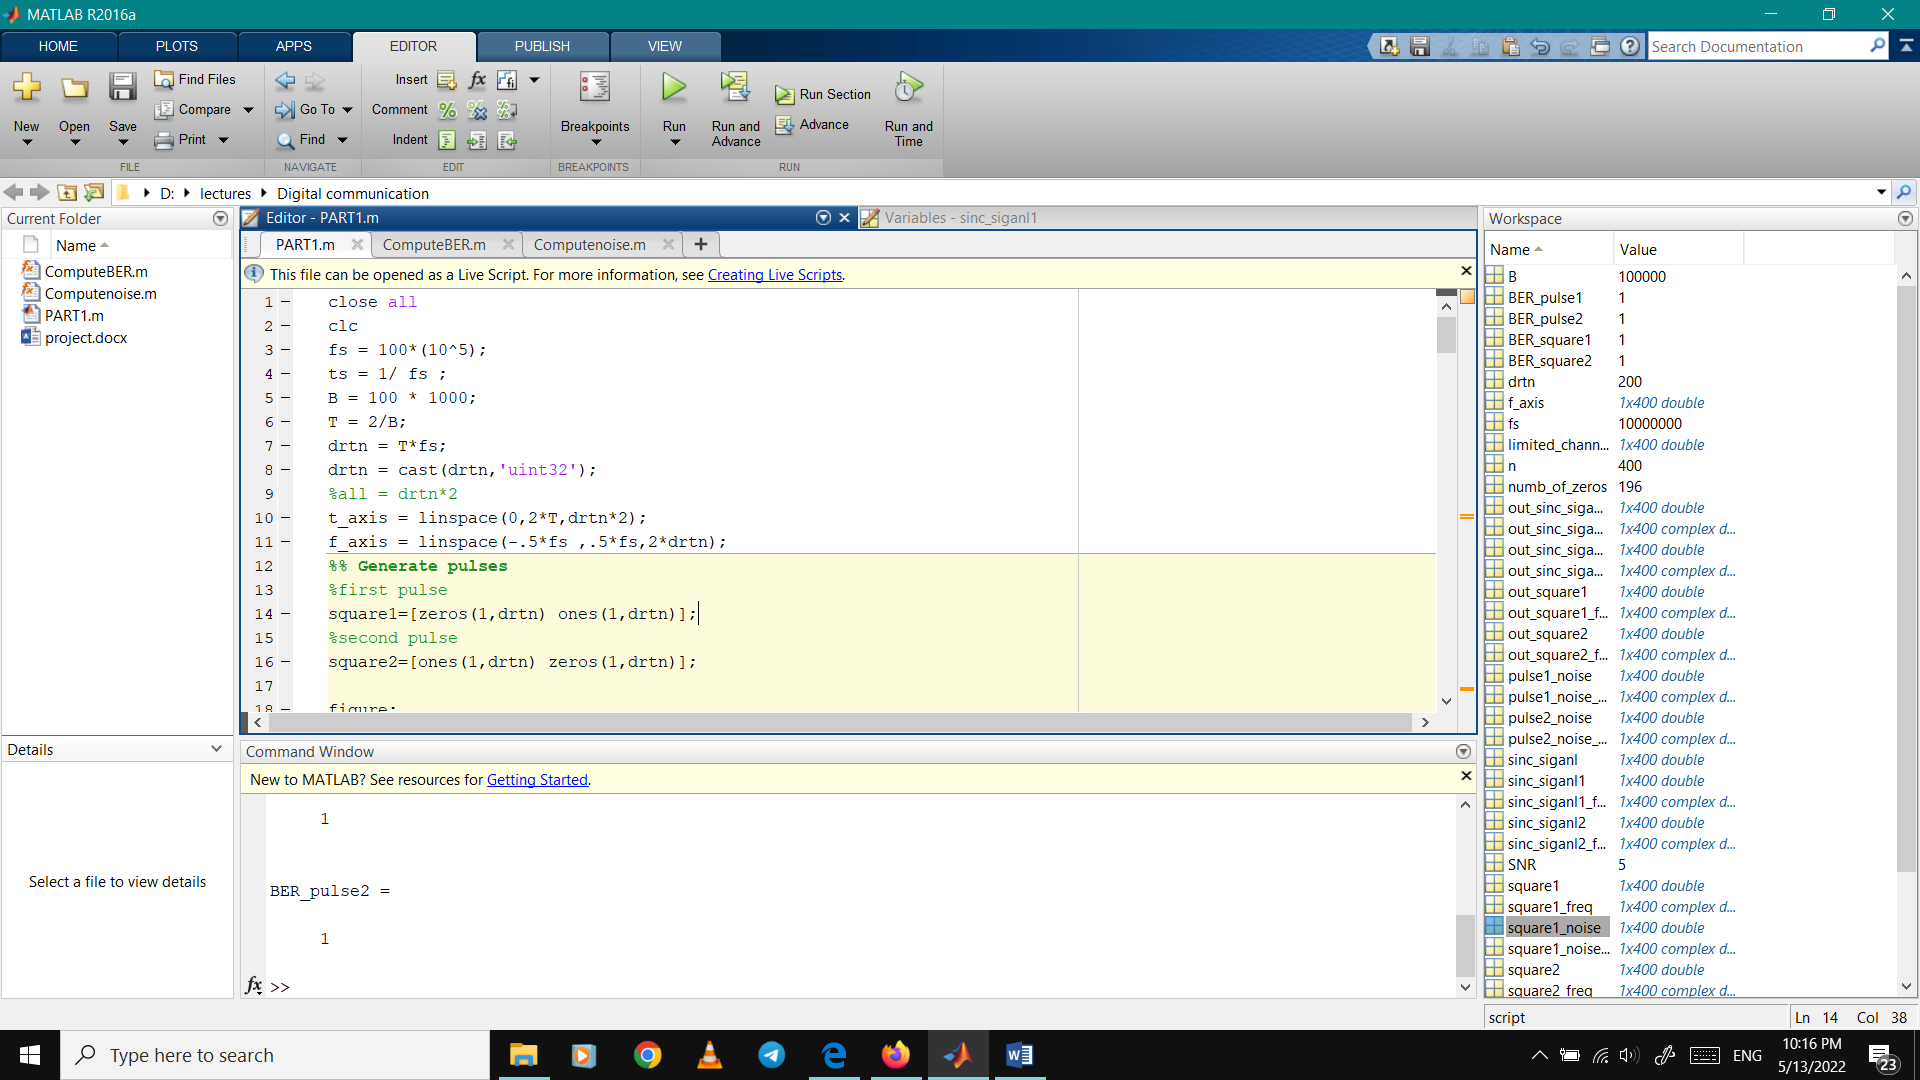 MATLAB R2016a
HOME PLOTS APPS EDITOR PUBLISH VIEW
Search Documentation
New Open Save
Find Files
Compare
Print
FILE
Go To
Find
NAVIGATE
Insert
Comment
Indent
EDIT
Breakpoints
BREAKPOINTS
Run
Run and Advance
Run Section
Advance
Run and Time
RUN
D: lectures Digital communication
Current Folder
Name
ComputeBER.m
Computenoise.m
PART1.m
project.docx
Details
Select a file to view details
Editor - PART1.m
Variables - sinc_siganl1
PART1.m ComputeBER.m Computenoise.m
This file can be opened as a Live Script. For more information, see Creating Live Scripts.
1 close all
2 clc
3 fs = 100*(10^5);
4 ts = 1/ fs ;
5 B = 100 * 1000;
6 T = 2/B;
7 drtn = T*fs;
8 drtn = cast(drtn,'uint32');
9 %all = drtn*2
10 t_axis = linspace(0,2*T,drtn*2);
11 f_axis = linspace(-.5*fs ,.5*fs,2*drtn);
12 %% Generate pulses
13 %first pulse
14 square1=[zeros(1,drtn) ones(1,drtn)];
15 %second pulse
16 square2=[ones(1,drtn) zeros(1,drtn)];
17
18 figure;
Command Window
New to MATLAB? See resources for Getting Started.
1
BER_pulse2 =
1
fx >>
Workspace
Name Value
B 100000
BER_pulse1 1
BER_pulse2 1
BER_square1 1
BER_square2 1
drtn 200
f_axis 1x400 double
fs 10000000
limited_chann... 1x400 double
n 400
numb_of_zeros 196
out_sinc_siga... 1x400 double
out_sinc_siga... 1x400 complex d...
out_sinc_siga... 1x400 double
out_sinc_siga... 1x400 complex d...
out_square1 1x400 double
out_square1_f... 1x400 complex d...
out_square2 1x400 double
out_square2_f... 1x400 complex d...
pulse1_noise 1x400 double
pulse1_noise_... 1x400 complex d...
pulse2_noise 1x400 double
pulse2_noise_... 1x400 complex d...
sinc_siganl 1x400 double
sinc_siganl1 1x400 double
sinc_siganl1_f... 1x400 complex d...
sinc_siganl2 1x400 double
sinc_siganl2_f... 1x400 complex d...
SNR 5
square1 1x400 double
square1_freq 1x400 complex d...
square1_noise 1x400 double
square1_noise... 1x400 complex d...
square2 1x400 double
square2_freq 1x400 complex d...
script
Ln 14 Col 38
Type here to search
ENG
10:16 PM
5/13/2022
23